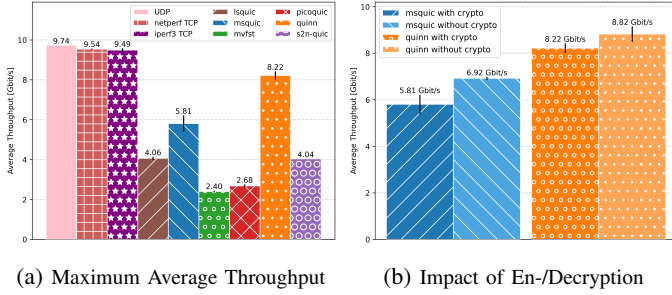 UDP
netperf TCP
iperf3 TCP
lsquic
msquic
mvfst
picoquic
quinn
s2n-quic
9.74
9.54
9.49
4.06
5.81
2.40
2.68
8.22
4.04
Average Throughput [Gbit/s]
10
8
6
4
2
0
(a) Maximum Average Throughput
msquic with crypto
msquic without crypto
quinn with crypto
quinn without crypto
5.81 Gbit/s
6.92 Gbit/s
8.22 Gbit/s
8.82 Gbit/s
Average Throughput [Gbit/s]
10
8
6
4
2
0
(b) Impact of En-/Decryption